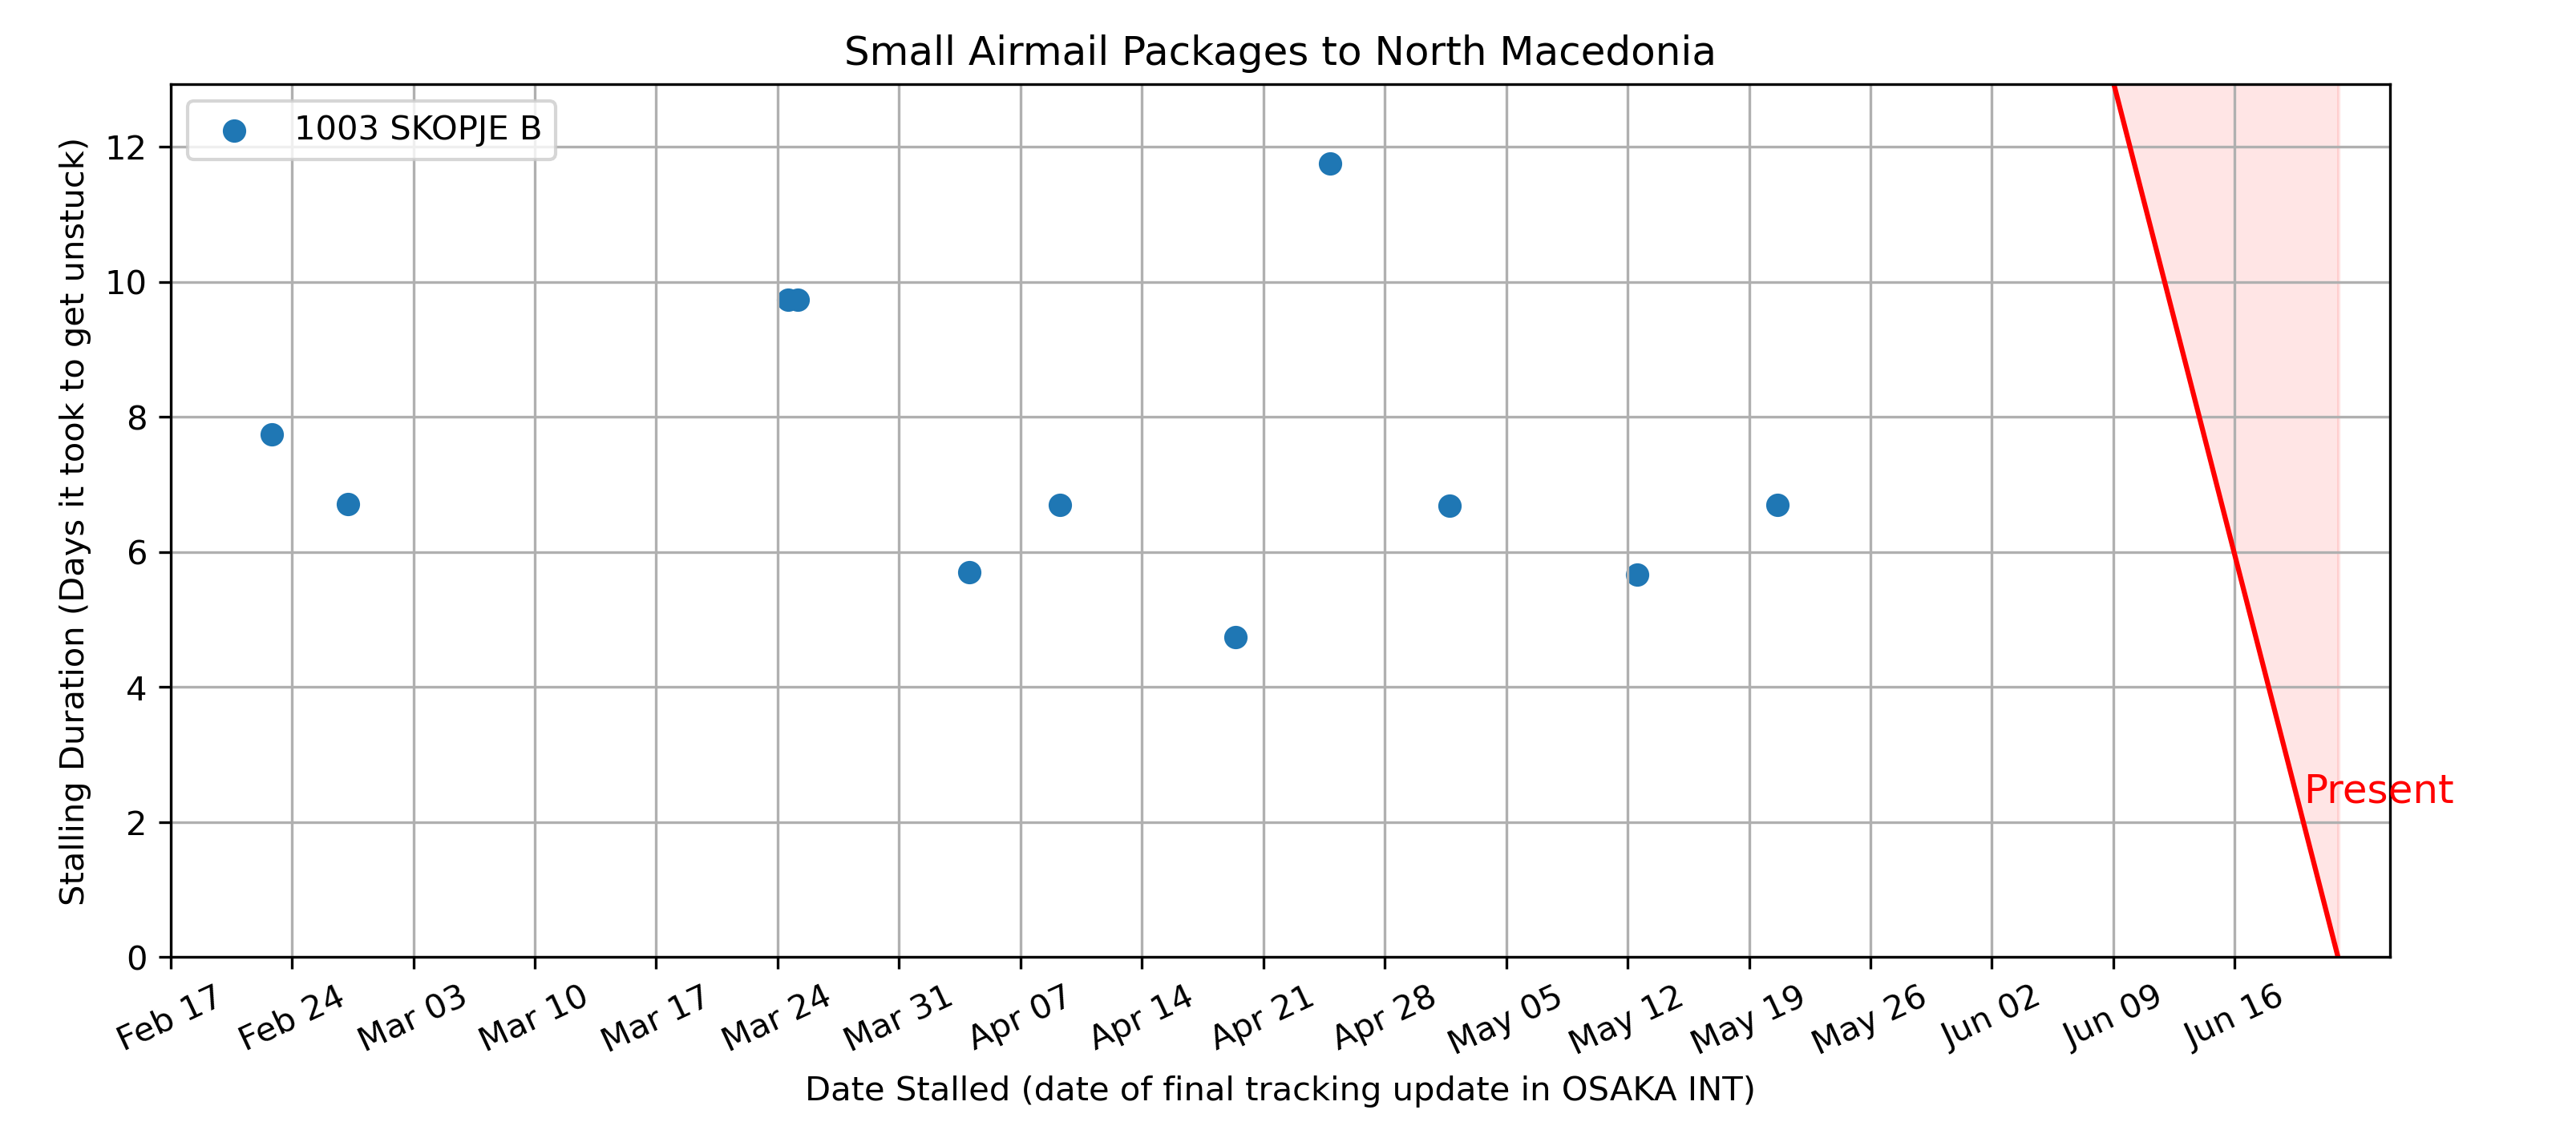 Small Airmail Packages to North Macedonia
1003 SKOPJE B
Stalling Duration (Days it took to get unstuck)
12
10
8
6
4
2
0
Present
Feb 17 Feb 24 Mar 03 Mar 10 Mar 17 Mar 24 Mar 31 Apr 07 Apr 14 Apr 21 Apr 28 May 05 May 12 May 19 May 26 Jun 02 Jun 09 Jun 16
Date Stalled (date of final tracking update in OSAKA INT)